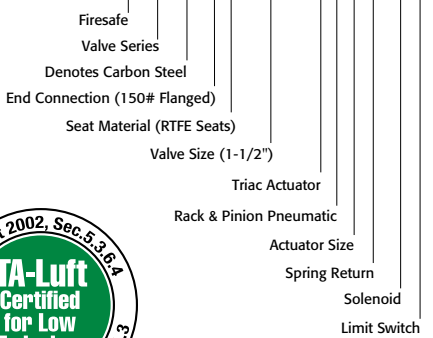 Firesafe
Valve Series
Denotes Carbon Steel
End Connection (150# Flanged)
Seat Material (RTFE Seats)
Valve Size (1-1/2")
Triac Actuator
Rack & Pinion Pneumatic
Actuator Size
Spring Return
Solenoid
Limit Switch
2002, Sec.5.3.6.4
TA-Luft
Certified
for Low